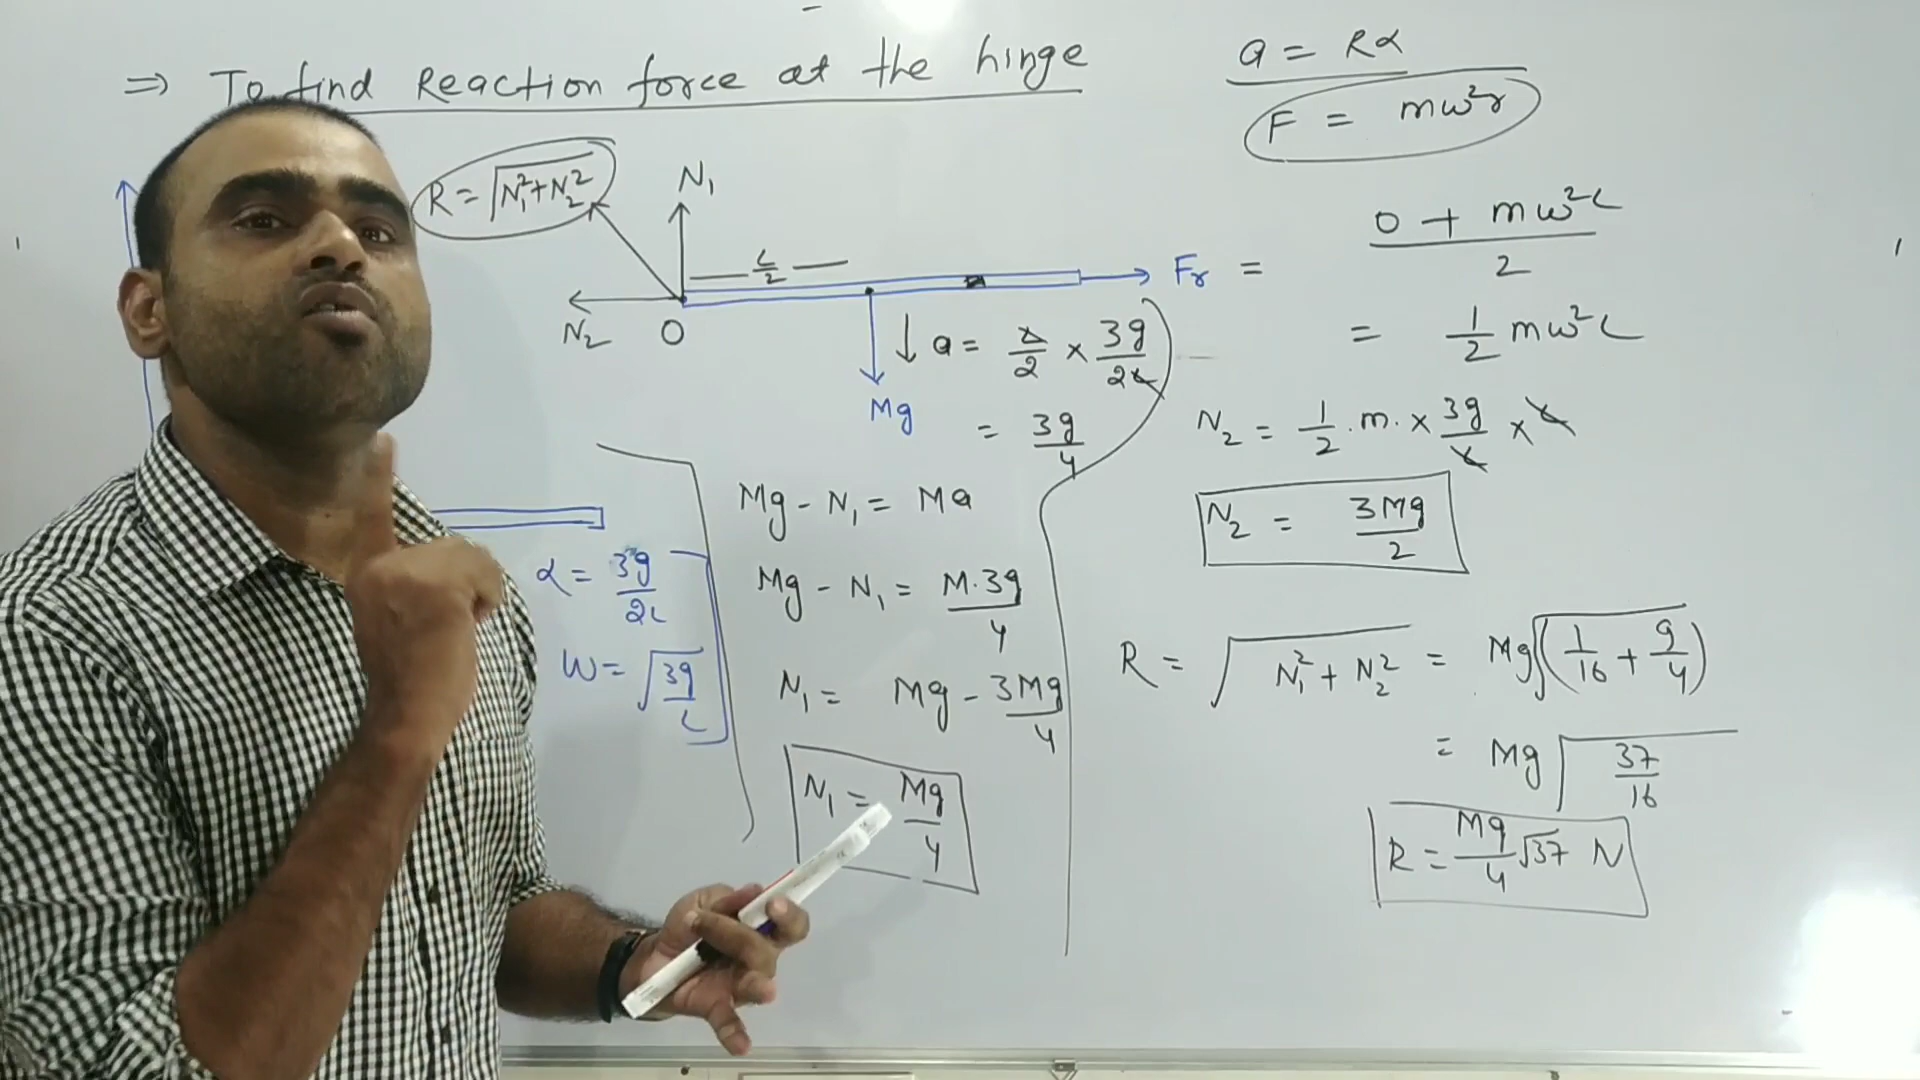 ⇒ To find Reaction force at the hinge
a = Rα
F = mω²r
R = √N₁²+N₂²
N₁
L/2
N₂
O
Fr = (0 + mω²L)/2
= 1/2 mω²L
↓ a = L/2 × 3g/2L
Mg
= 3g/4
N₂ = 1/2 . m. × 3g/L × L
N₂ = 3Mg/2
Mg - N₁ = Ma
Mg - N₁ = M.3g/4
N₁ = Mg - 3Mg/4
N₁ = Mg/4
α = 3g/2L
W = √3g/L
R = √N₁² + N₂² = Mg√(1/16 + 9/4)
= Mg√37/16
R = Mg/4 √37 N